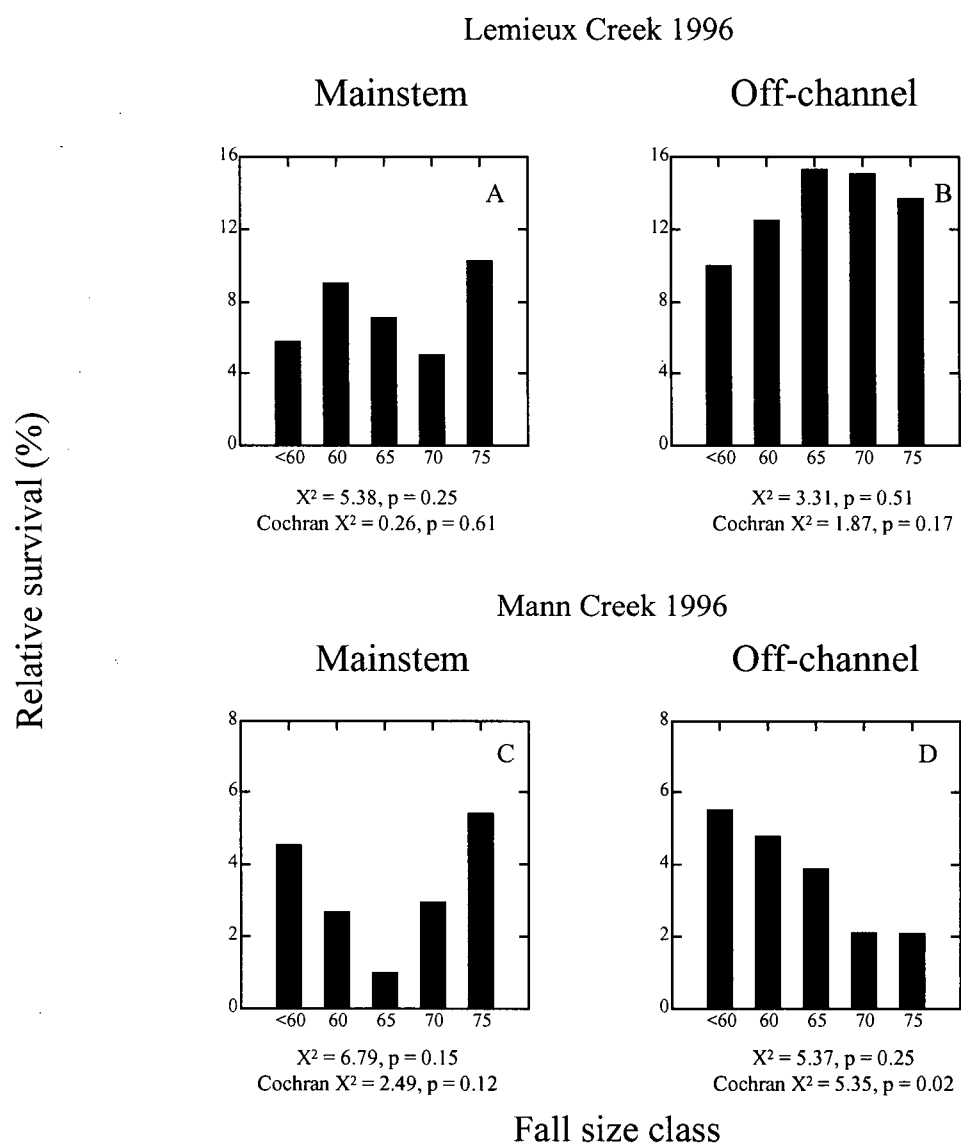 Lemieux Creek 1996
Mainstem Off-channel
16 A
12
8
4
0
<60 60 65 70 75
X² = 5.38, p = 0.25
Cochran X² = 0.26, p = 0.61
16 B
12
8
4
0
<60 60 65 70 75
X² = 3.31, p = 0.51
Cochran X² = 1.87, p = 0.17
Relative survival (%)
Mann Creek 1996
Mainstem Off-channel
8
C
6
4
2
0
<60 60 65 70 75
X² = 6.79, p = 0.15
Cochran X² = 2.49, p = 0.12
8
D
6
4
2
0
<60 60 65 70 75
X² = 5.37, p = 0.25
Cochran X² = 5.35, p = 0.02
Fall size class